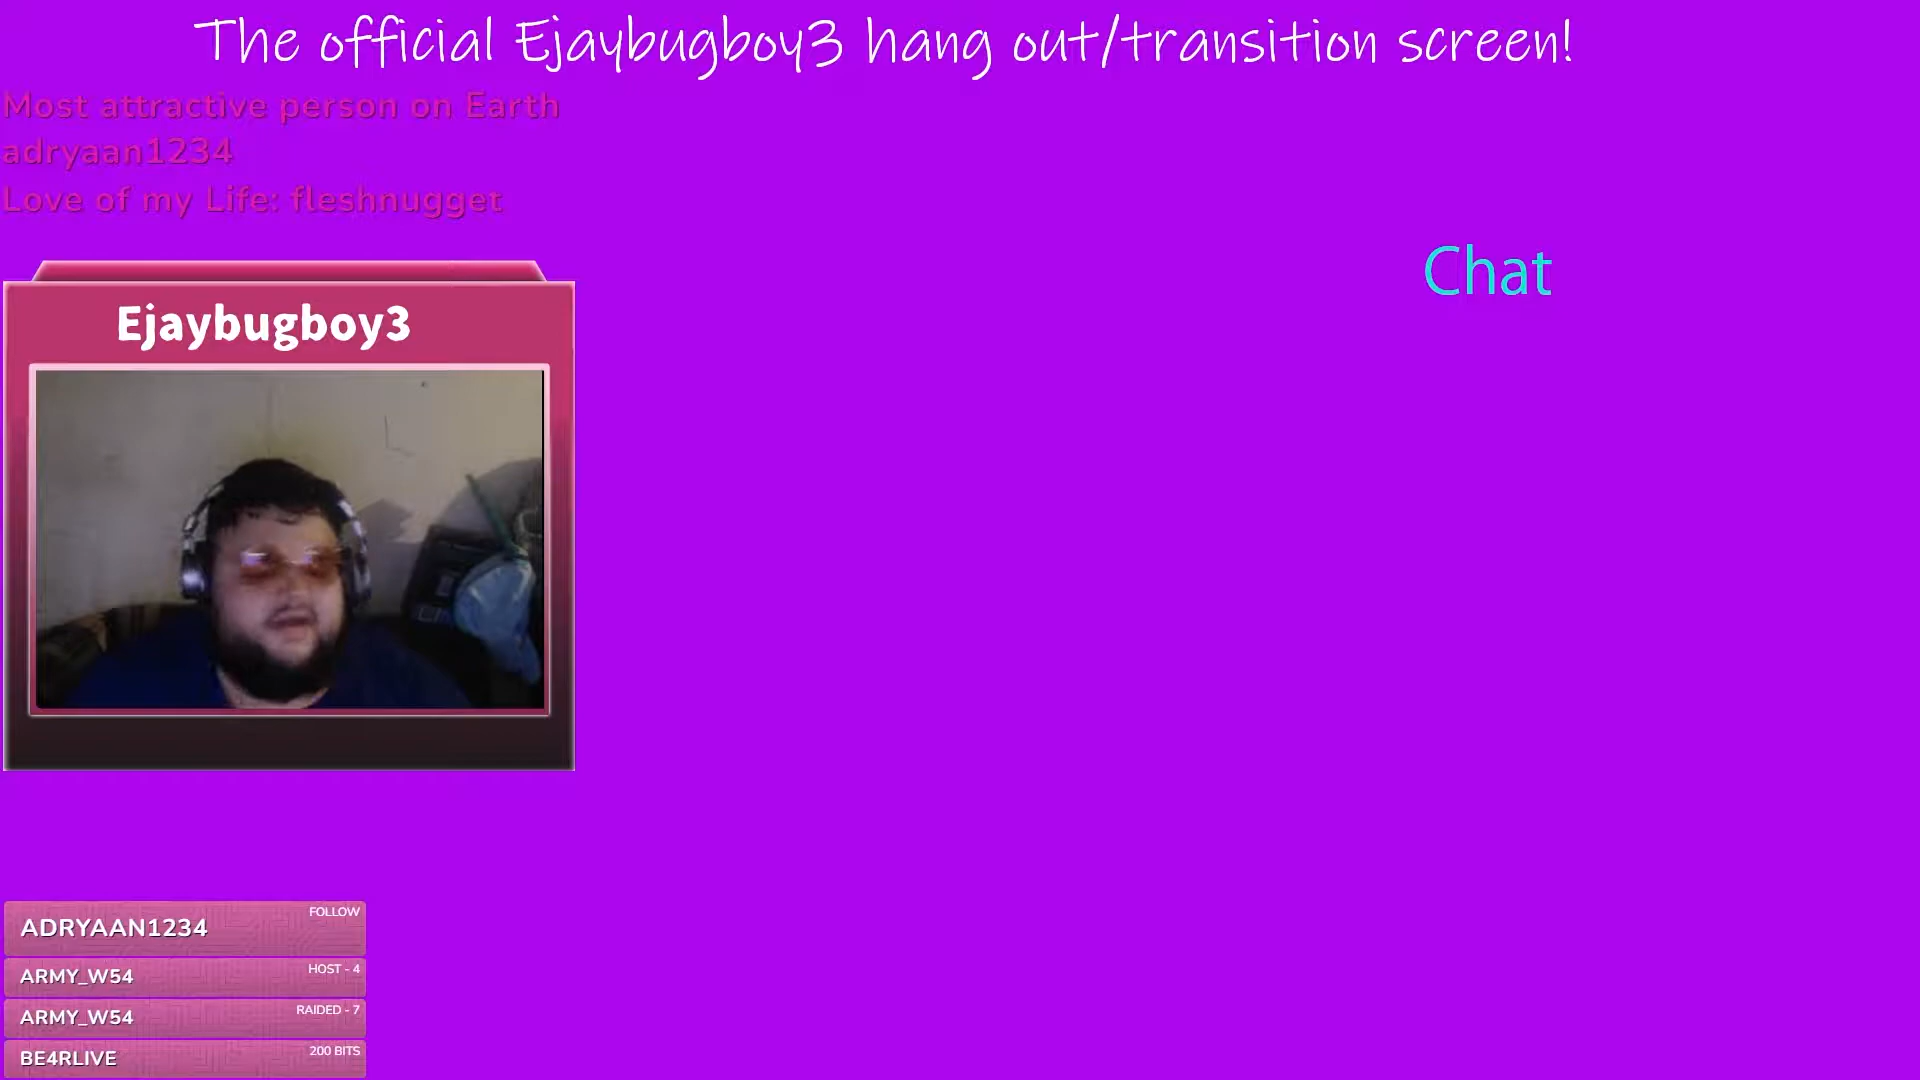 The official Ejaybugboy3 hang out/transition screen!
Most attractive person on Earth
adryaan1234
Love of my Life: fleshnugget
Chat
Ejaybugboy3
ADRYAAN1234 FOLLOW
ARMY_W54 HOST - 4
ARMY_W54 RAIDED - 7
BE4RLIVE 200 BITS